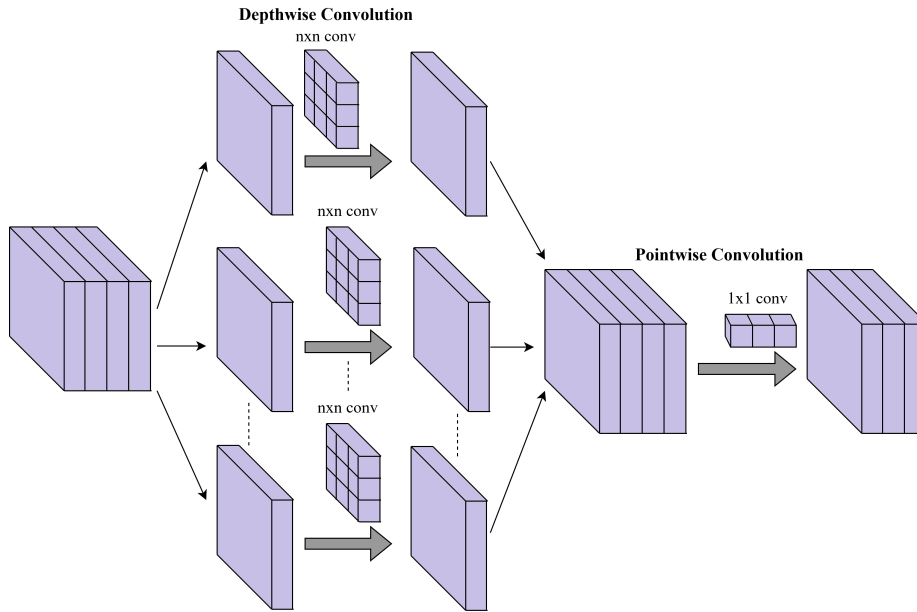 Depthwise Convolution
nxn conv
nxn conv
Pointwise Convolution
1x1 conv
nxn conv